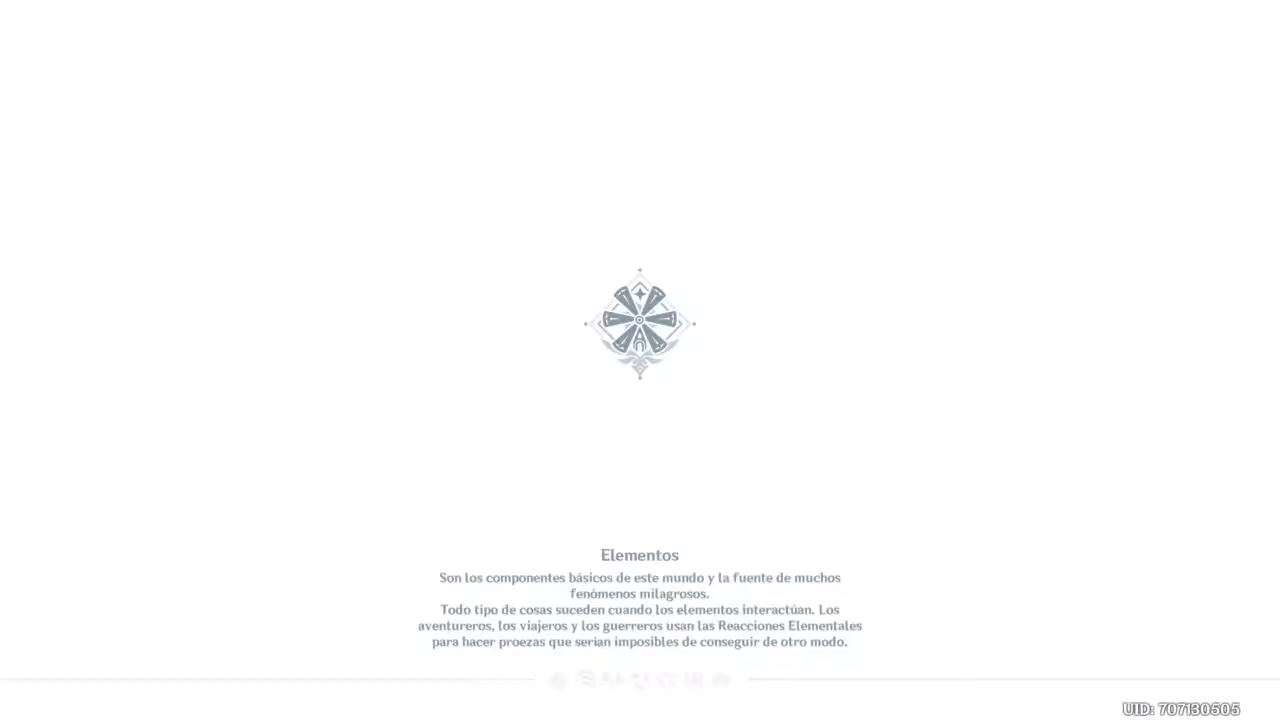 Elementos
Son los componentes básicos de este mundo y la fuente de muchos
fenómenos milagrosos.
Todo tipo de cosas suceden cuando los elementos interactúan. Los
aventureros, los viajeros y los guerreros usan las Reacciones Elementales
para hacer proezas que serían imposibles de conseguir de otro modo.
UID: 707130505